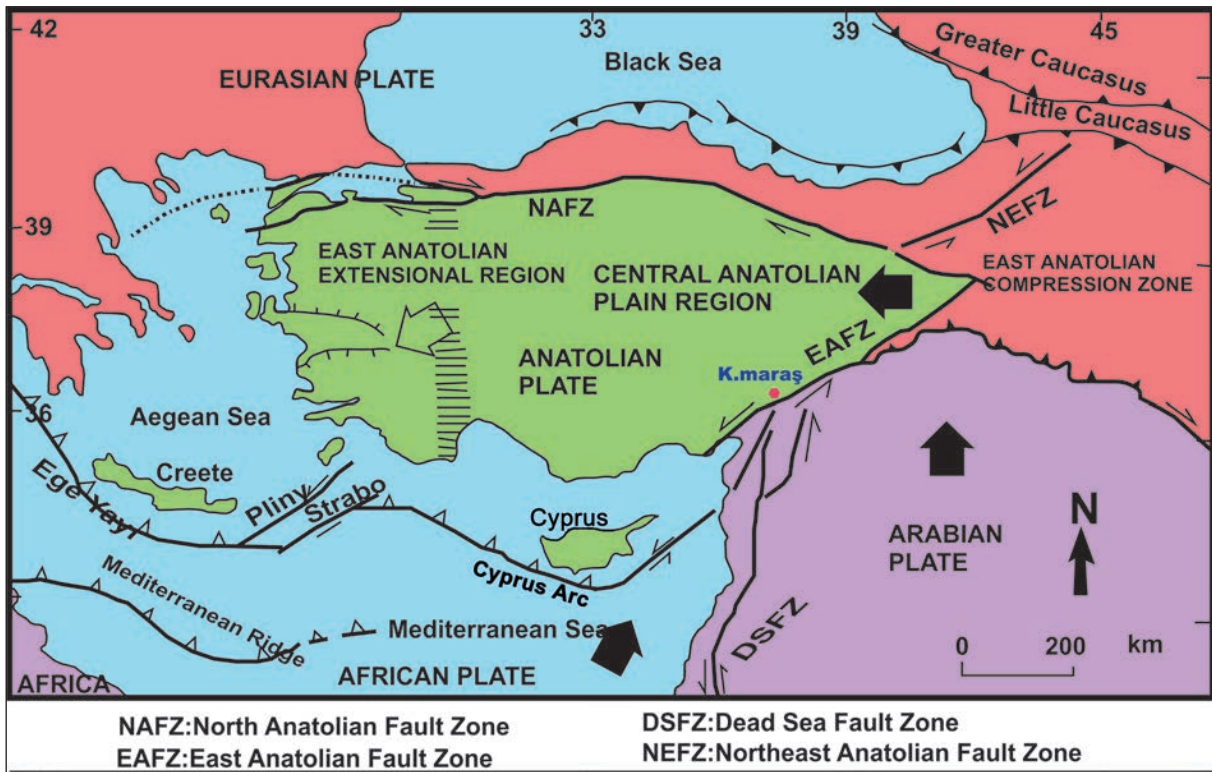 42
33
39
45
Greater Caucasus
Black Sea
EURASIAN PLATE
Little Caucasus
39
NAFZ
NEFZ
EAST ANATOLIAN
EXTENSIONAL REGION
CENTRAL ANATOLIAN
PLAIN REGION
EAST ANATOLIAN
COMPRESSION ZONE
ANATOLIAN
PLATE
EAFZ
K.maraş
36
Aegean Sea
Creete
Ege Yayı
Pliny
Strabo
Cyprus
Cyprus Arc
ARABIAN
PLATE
N
Mediterranean Ridge
Mediterranean Sea
DSFZ
0 200 km
AFRICA
AFRICAN PLATE
NAFZ:North Anatolian Fault Zone
DSFZ:Dead Sea Fault Zone
EAFZ:East Anatolian Fault Zone
NEFZ:Northeast Anatolian Fault Zone